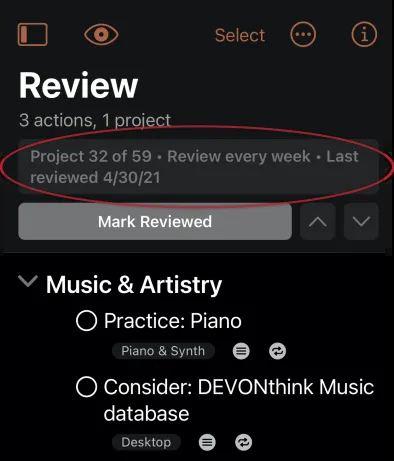 Select
Review
3 actions, 1 project
Project 32 of 59 • Review every week • Last
reviewed 4/30/21
Mark Reviewed
Music & Artistry
Practice: Piano
Piano & Synth
Consider: DEVONthink Music
database
Desktop